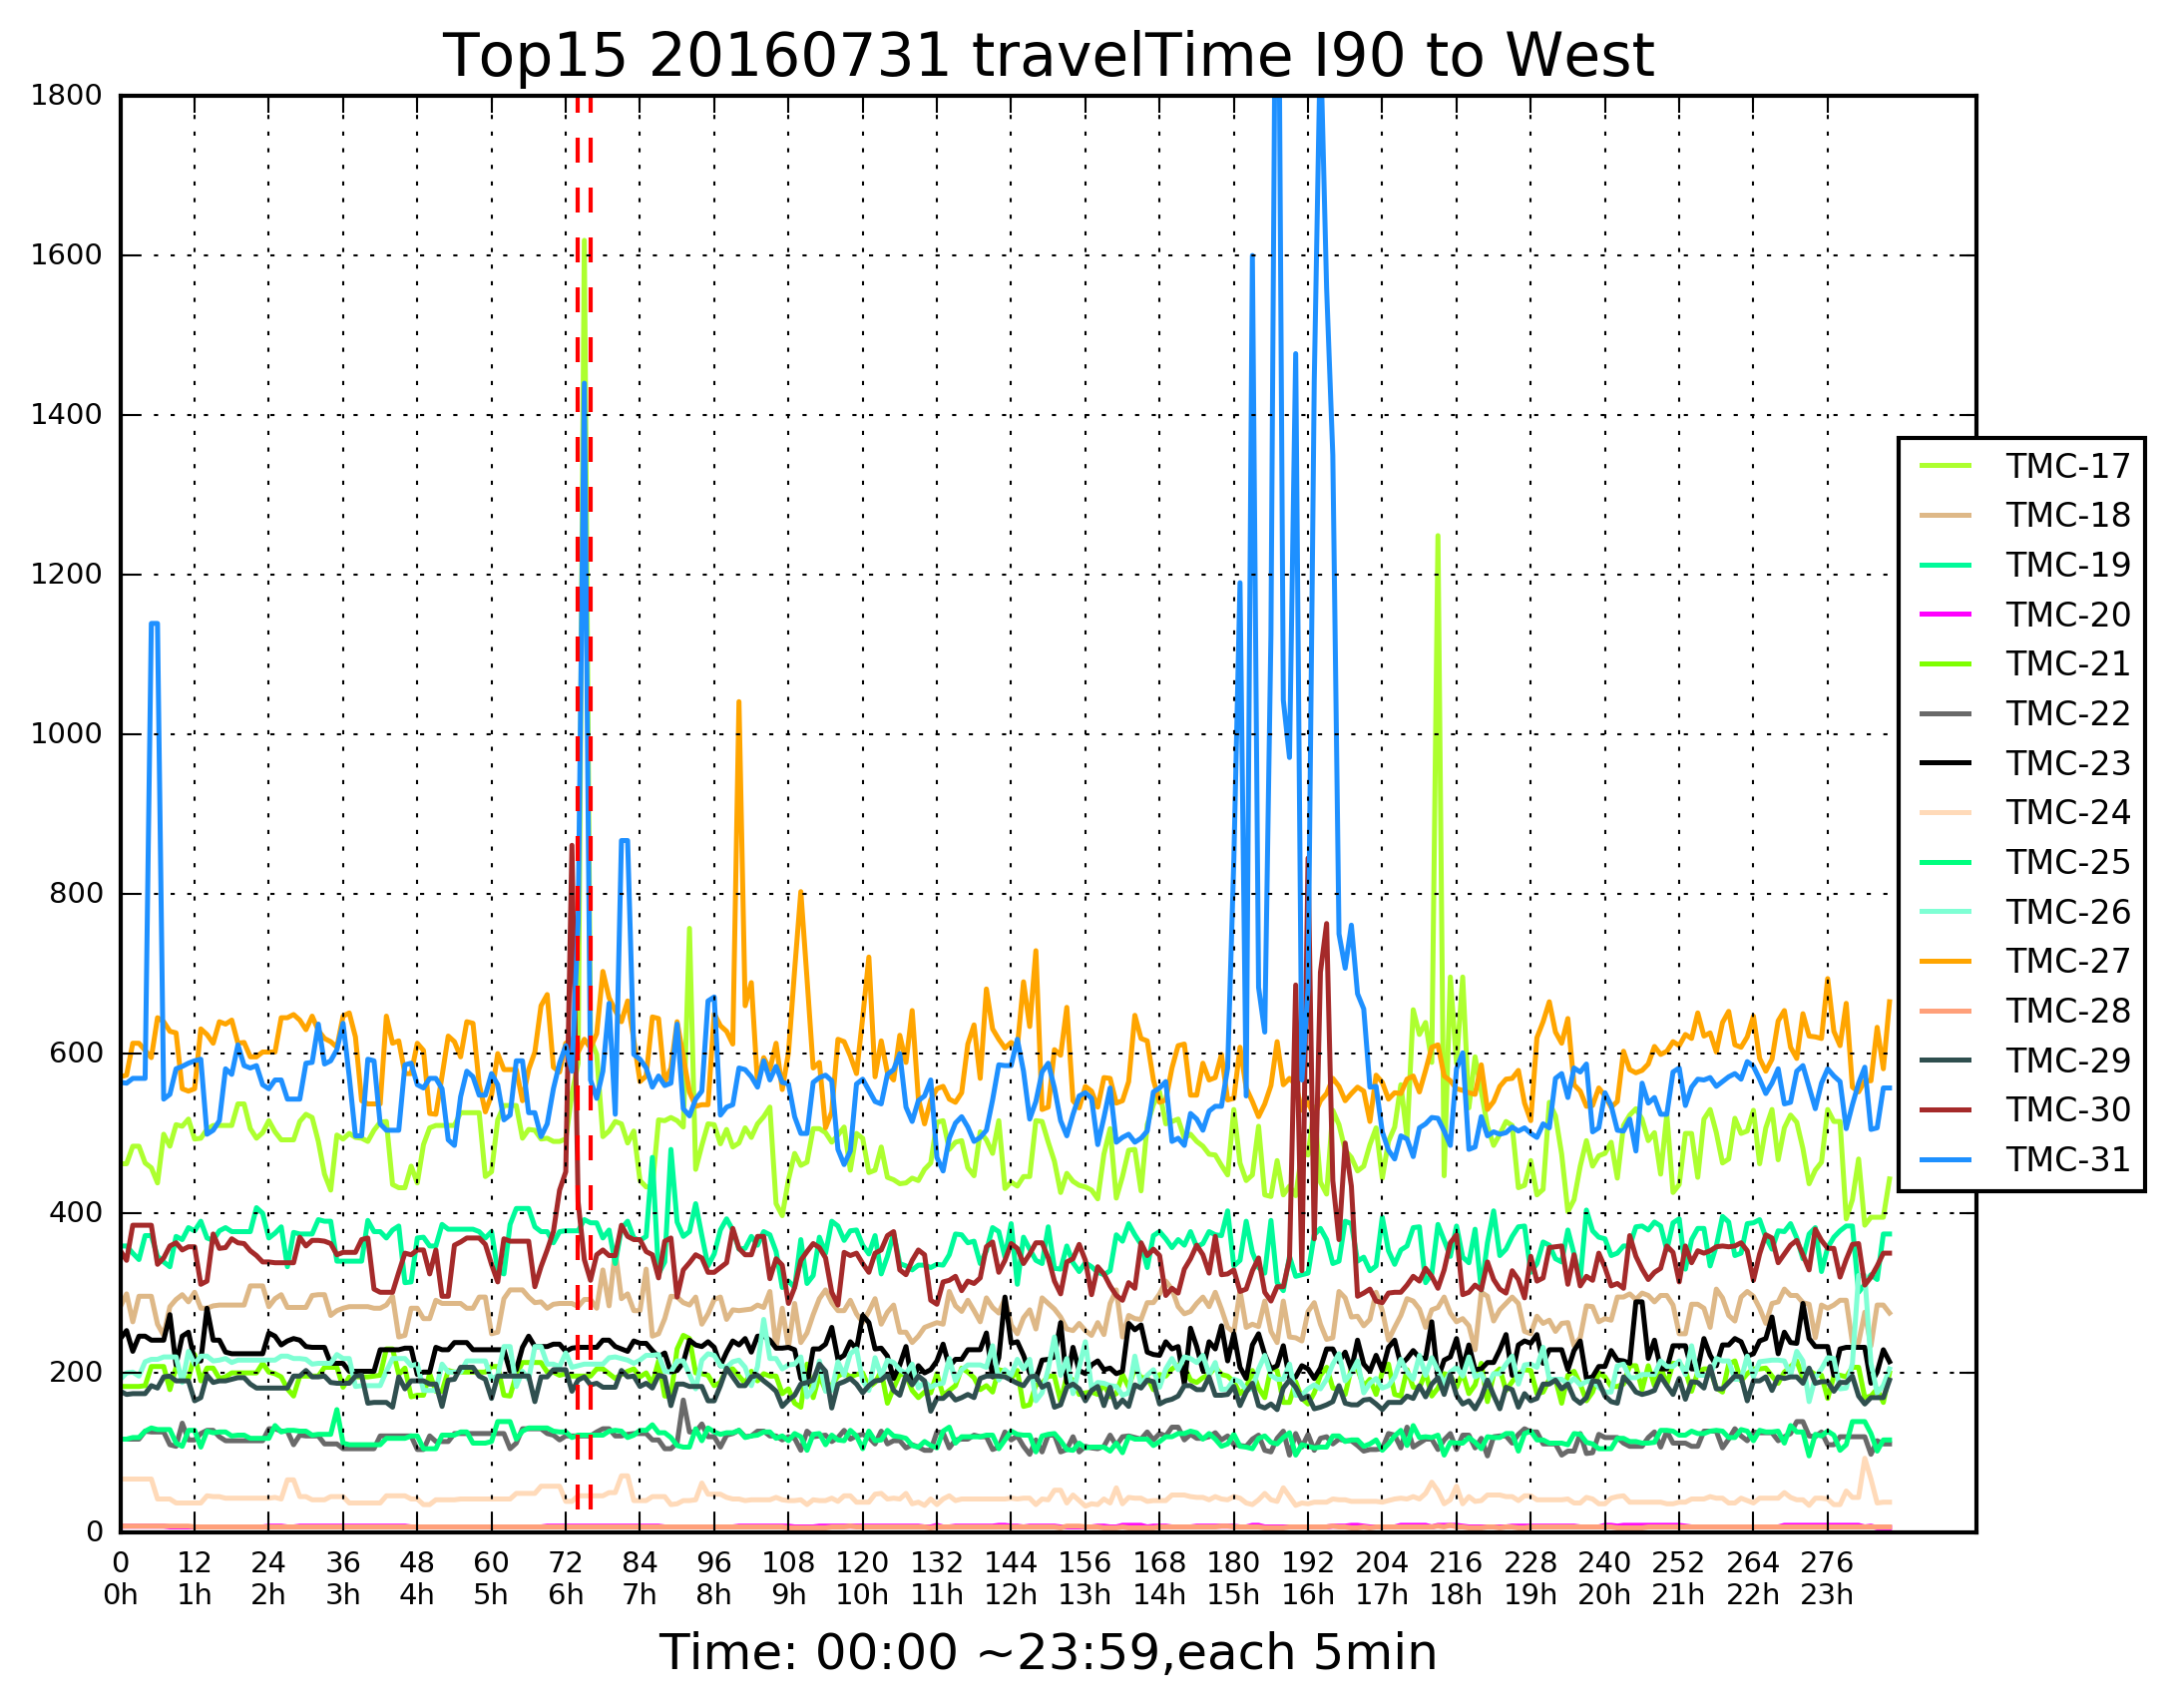 Top15 20160731 travelTime I90 to West
1800
1600
1400
1200
1000
800
600
400
200
0
TMC-17
TMC-18
TMC-19
TMC-20
TMC-21
TMC-22
TMC-23
TMC-24
TMC-25
TMC-26
TMC-27
TMC-28
TMC-29
TMC-30
TMC-31
0 12 24 36 48 60 72 84 96 108 120 132 144 156 168 180 192 204 216 228 240 252 264 276
0h 1h 2h 3h 4h 5h 6h 7h 8h 9h 10h 11h 12h 13h 14h 15h 16h 17h 18h 19h 20h 21h 22h 23h
Time: 00:00 ~23:59,each 5min